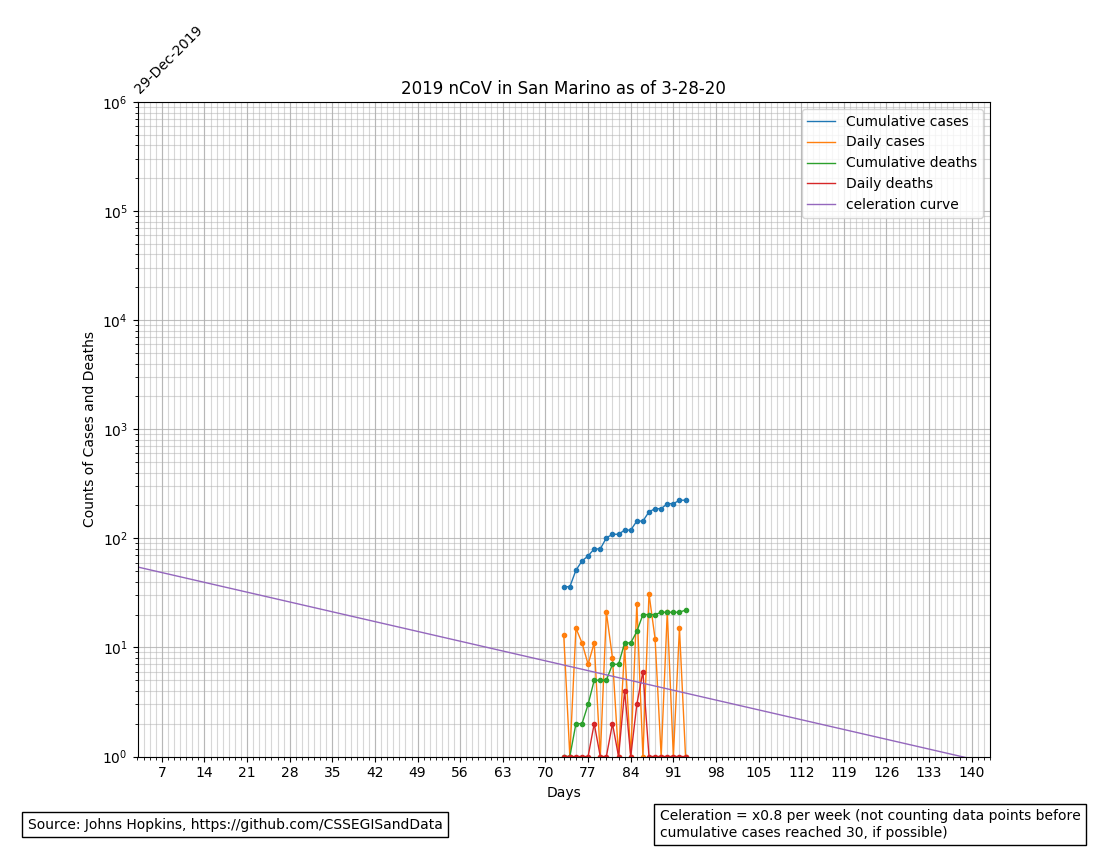 29-Dec-2019
2019 nCoV in San Marino as of 3-28-20
Cumulative cases
Daily cases
Cumulative deaths
Daily deaths
celeration curve
10^6
10^5
10^4
10^3
10^2
10^1
10^0
Counts of Cases and Deaths
7 14 21 28 35 42 49 56 63 70 77 84 91 98 105 112 119 126 133 140
Days
Source: Johns Hopkins, https://github.com/CSSEGISandData
Celeration = x0.8 per week (not counting data points before
cumulative cases reached 30, if possible)